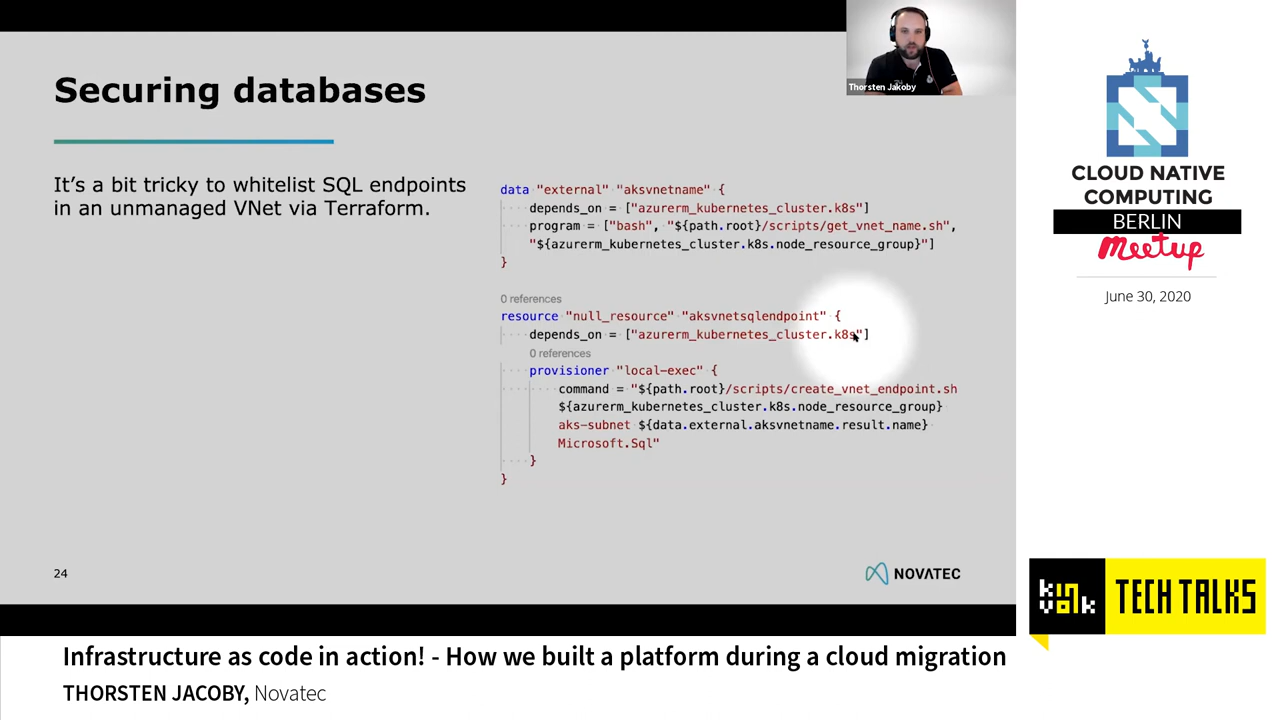 Securing databases
Thorsten Jakoby
It's a bit tricky to whitelist SQL endpoints
in an unmanaged VNet via Terraform.
data "external" "aksvnetname" {
depends_on = ["azurerm_kubernetes_cluster.k8s"]
program = ["bash", "${path.root}/scripts/get_vnet_name.sh",
"${azurerm_kubernetes_cluster.k8s.node_resource_group}"]
}
0 references
resource "null_resource" "aksvnetsqlendpoint" {
depends_on = ["azurerm_kubernetes_cluster.k8s"]
0 references
provisioner "local-exec" {
command = "${path.root}/scripts/create_vnet_endpoint.sh
${azurerm_kubernetes_cluster.k8s.node_resource_group}
aks-subnet ${data.external.aksvnetname.result.name}
Microsoft.Sql"
}
}
24
NOVATEC
CLOUD NATIVE
COMPUTING
BERLIN
Meetup
June 30, 2020
kinvolk
TECH TALKS
Infrastructure as code in action! - How we built a platform during a cloud migration
THORSTEN JACOBY, Novatec